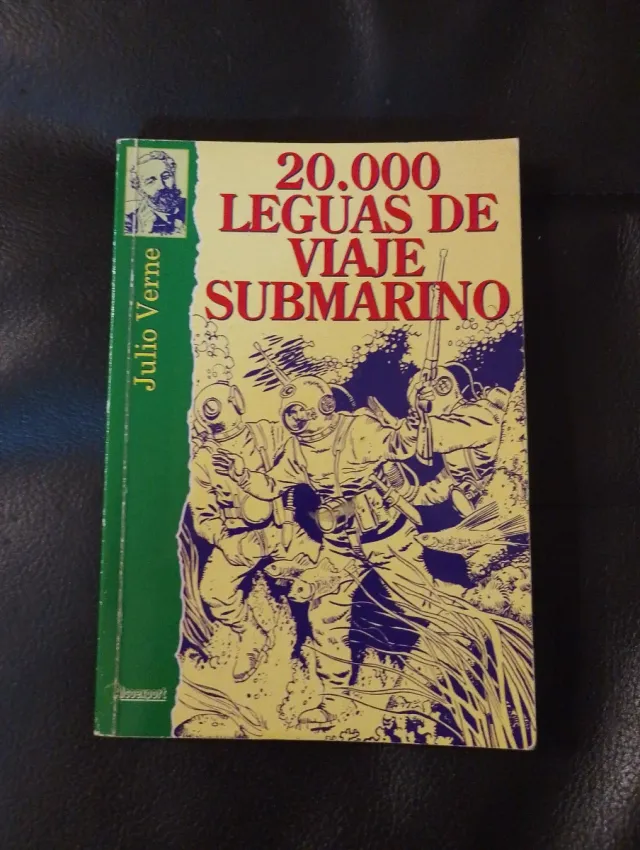 20.000
LEGUAS DE
VIAJE
SUBMARINO
Julio Verne